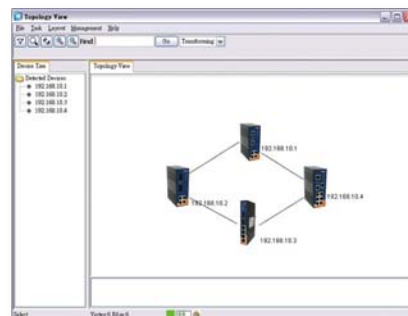 Topology View
File Task Layout Management Help
Find Go Transforming
Device Tree
Topology View
Detected Devices
192.168.10.1
192.168.10.2
192.168.10.3
192.168.10.4
192.168.10.1
192.168.10.2
192.168.10.4
192.168.10.3
Select